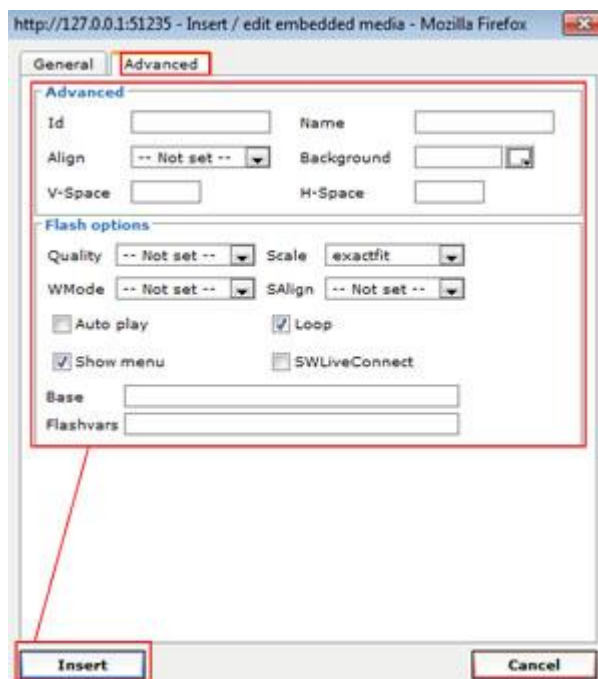 http://127.0.0.1:51235 - Insert / edit embedded media - Mozilla Firefox
General Advanced
Advanced
Id Name
Align -- Not set -- Background
V-Space H-Space
Flash options
Quality -- Not set -- Scale exactfit
WMode -- Not set -- SAlign -- Not set --
Auto play Loop
Show menu SWLiveConnect
Base
Flashvars
Insert Cancel